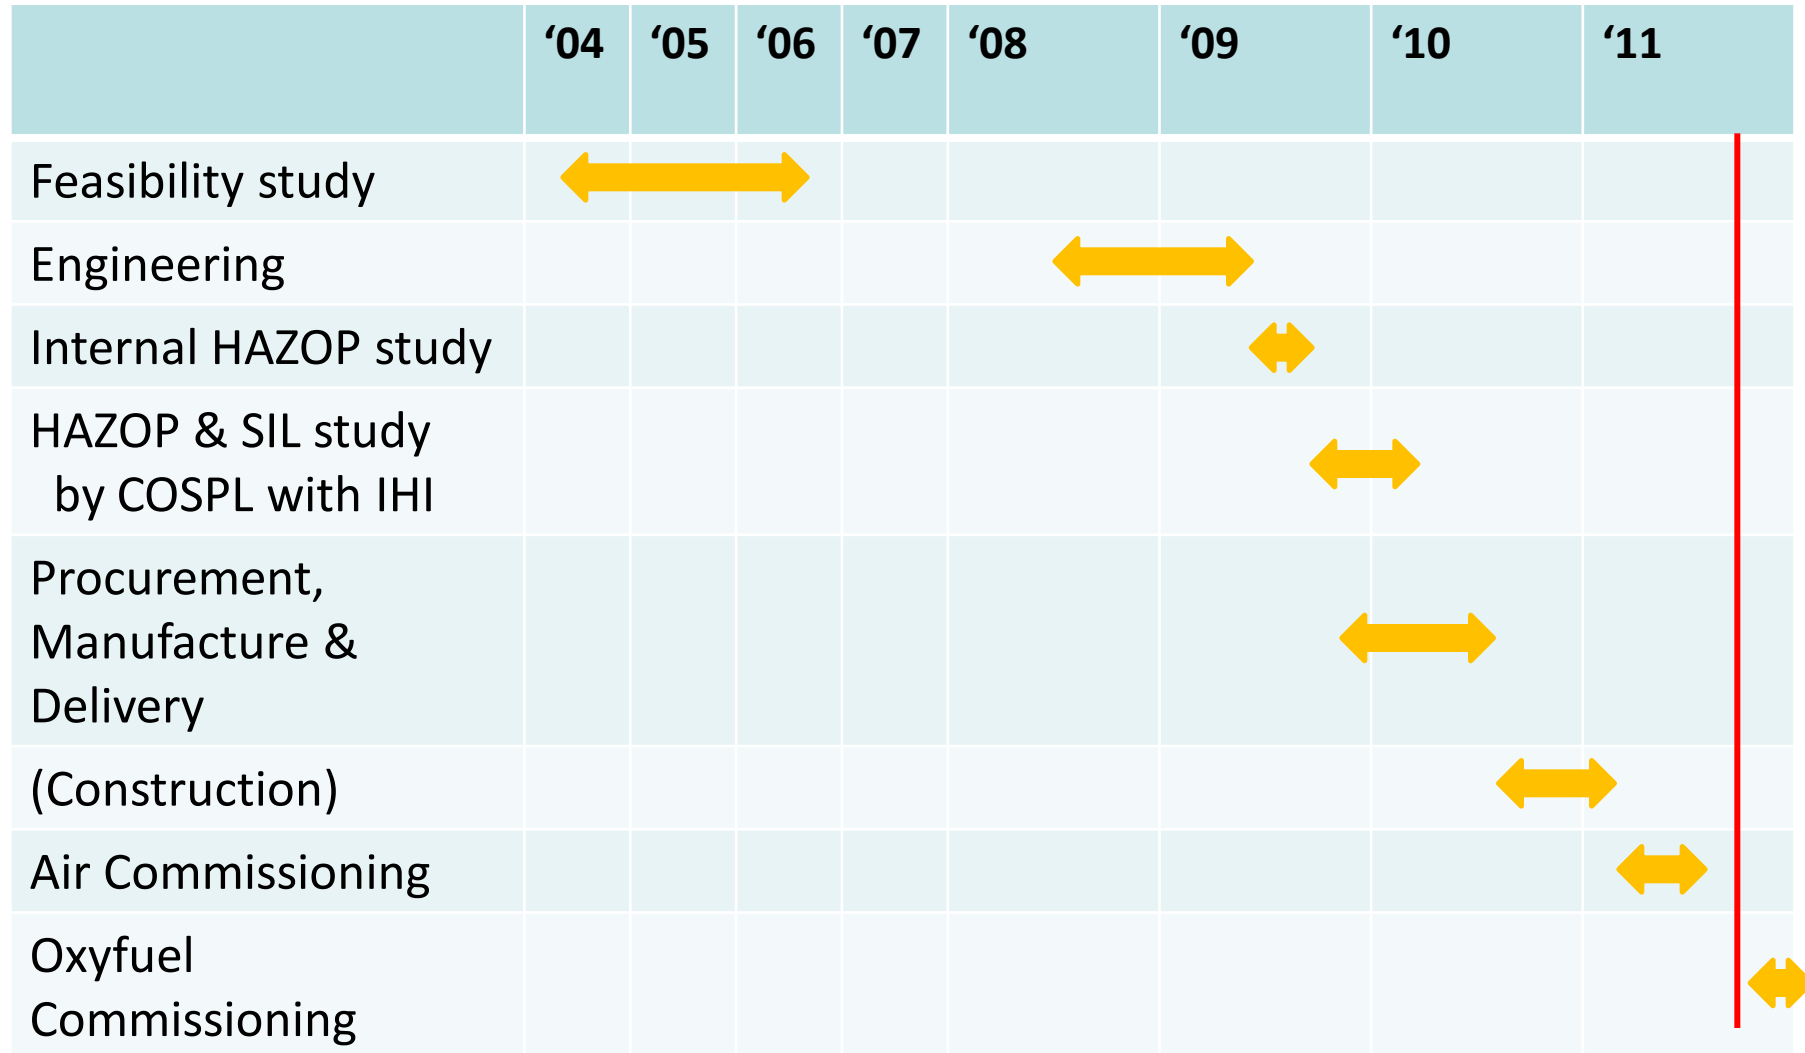 ‘04 ‘05 ‘06 ‘07 ‘08 ‘09 ‘10 ‘11
Feasibility study
Engineering
Internal HAZOP study
HAZOP & SIL study
by COSPL with IHI
Procurement,
Manufacture &
Delivery
(Construction)
Air Commissioning
Oxyfuel
Commissioning